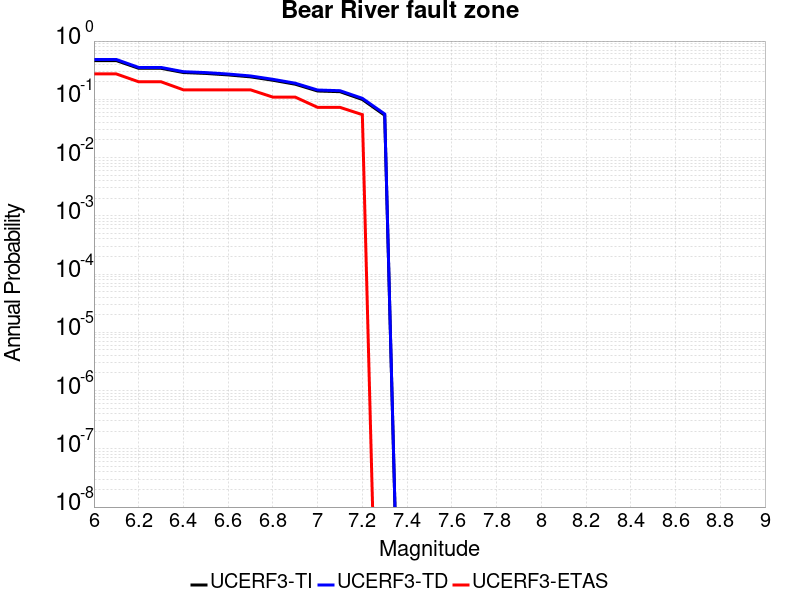 Bear River fault zone
10^0
10^-1
10^-2
10^-3
10^-4
10^-5
10^-6
10^-7
10^-8
Annual Probability
6 6.2 6.4 6.6 6.8 7 7.2 7.4 7.6 7.8 8 8.2 8.4 8.6 8.8 9
Magnitude
UCERF3-TI UCERF3-TD UCERF3-ETAS